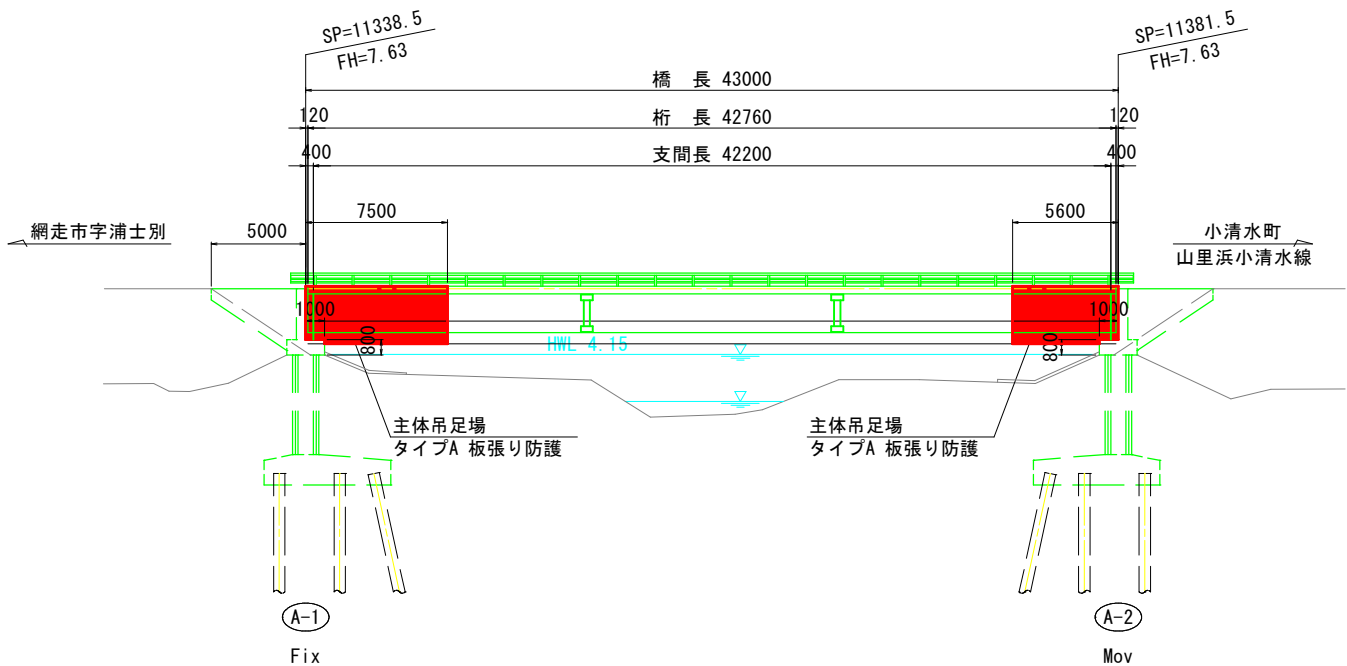 SP=11338.5
FH=7.63
SP=11381.5
FH=7.63
橋 長 43000
120
桁 長 42760
120
400
支間長 42200
400
7500
5600
網走市字浦士別
5000
小清水町
山里浜小清水線
1000
1000
800
HWL 4.15
800
主体吊足場
タイプA 板張り防護
主体吊足場
タイプA 板張り防護
A-1
A-2
Fix
Mov